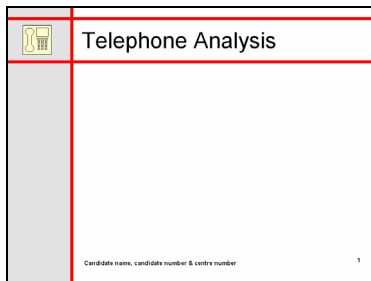 Telephone Analysis
Candidate name, candidate number & centre number
1